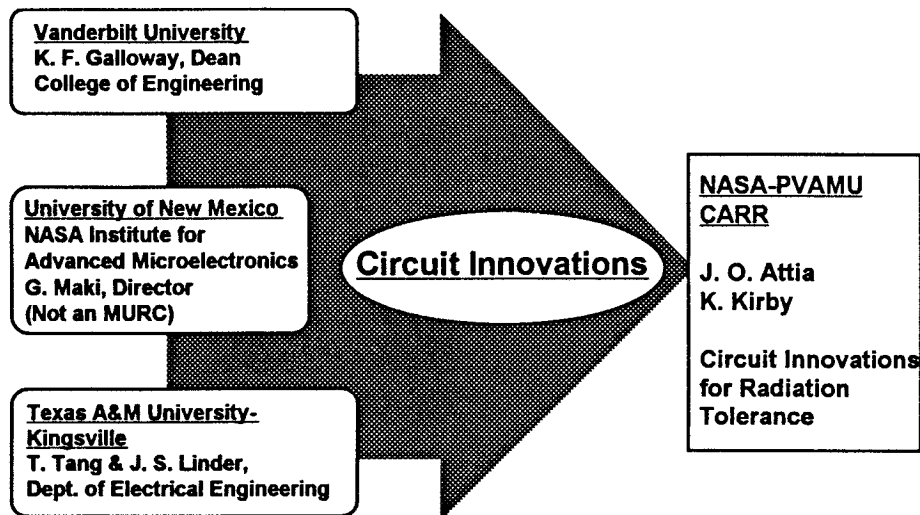 Vanderbilt University
K. F. Galloway, Dean
College of Engineering
University of New Mexico
NASA Institute for
Advanced Microelectronics
G. Maki, Director
(Not an MURC)
Texas A&M University-
Kingsville
T. Tang & J. S. Linder,
Dept. of Electrical Engineering
Circuit Innovations
NASA-PVAMU
CARR
J. O. Attia
K. Kirby
Circuit Innovations
for Radiation
Tolerance